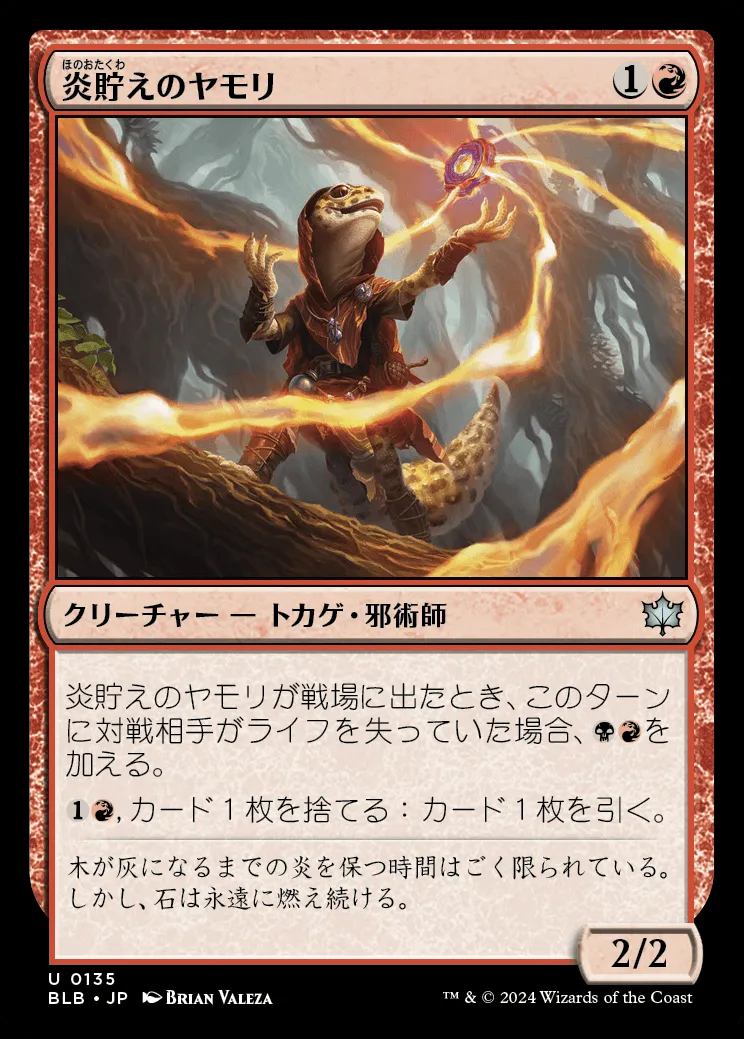 ほのおたくわ
炎貯えのヤモリ
1
クリーチャー — トカゲ・邪術師
炎貯えのヤモリが戦場に出たとき、このターン
に対戦相手がライフを失っていた場合、を
加える。
1, カード1枚を捨てる：カード1枚を引く。
木が灰になるまでの炎を保つ時間はごく限られている。
しかし、石は永遠に燃え続ける。
2/2
U 0135
BLB • JP Brian Valeza
™ & © 2024 Wizards of the Coast